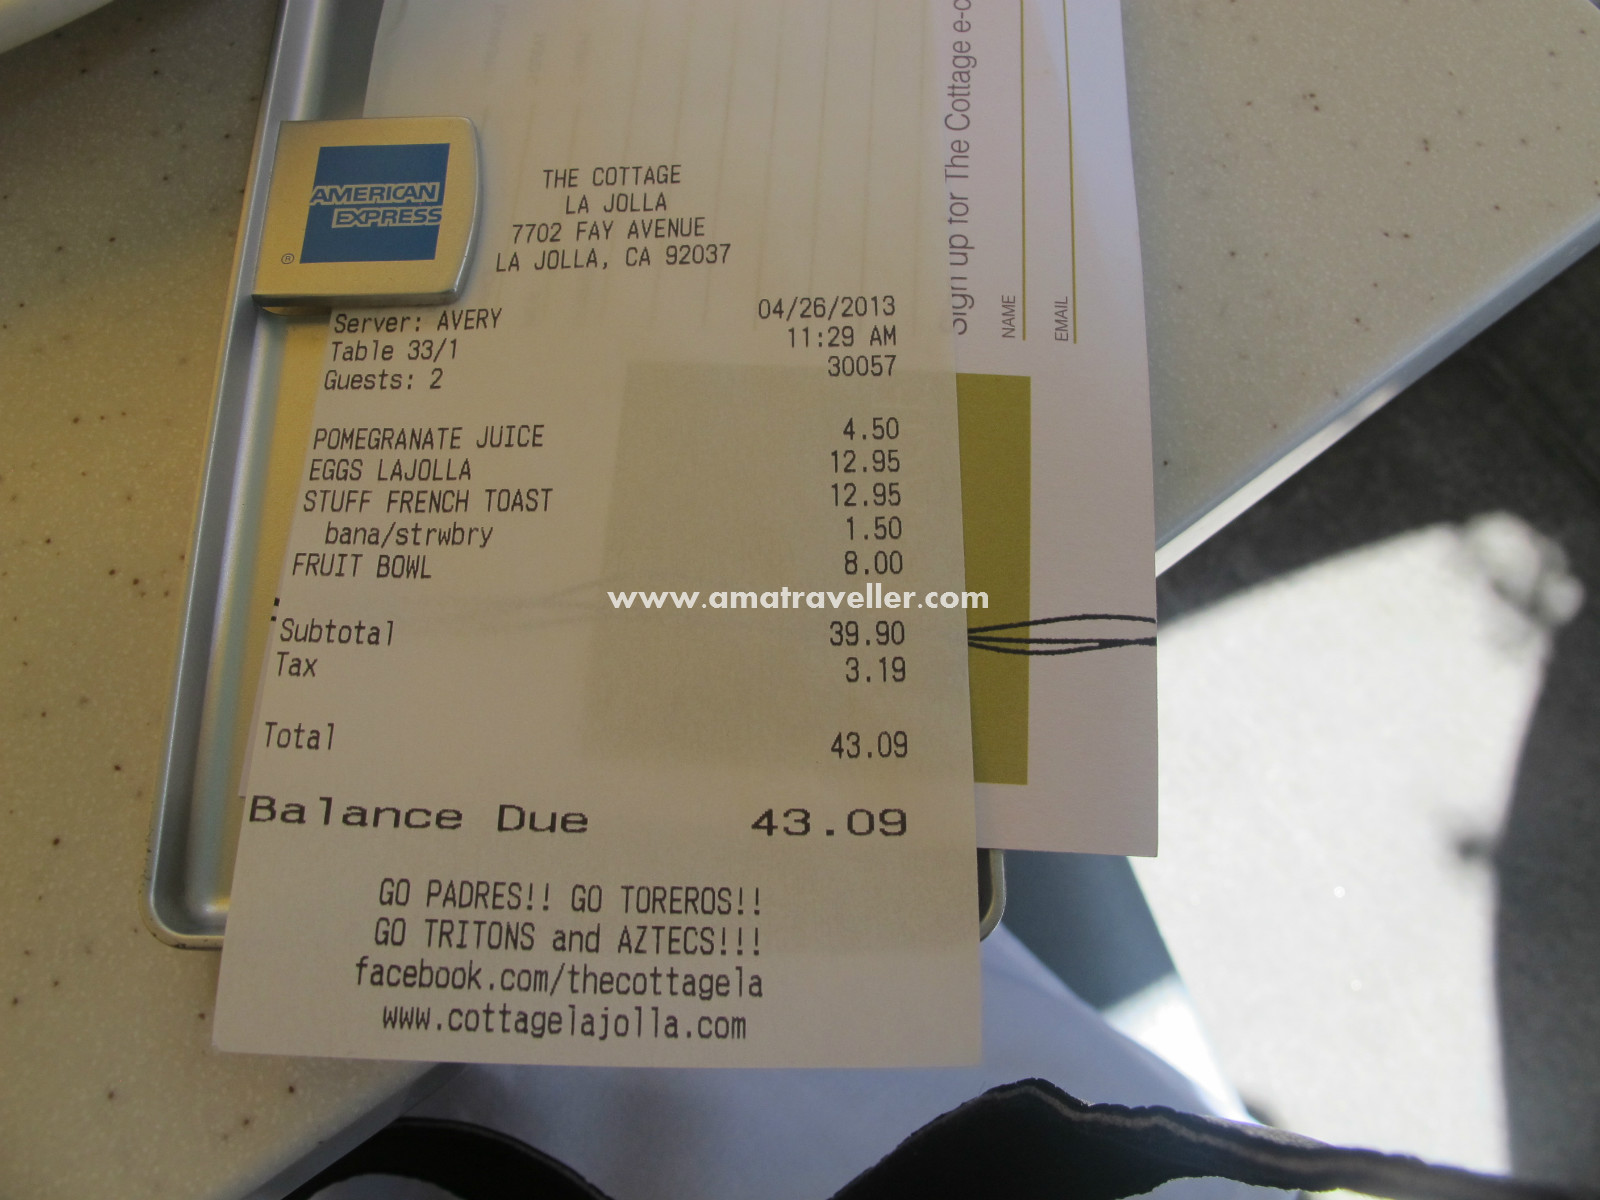 AMERICAN
EXPRESS
®
THE COTTAGE
LA JOLLA
7702 FAY AVENUE
LA JOLLA, CA 92037
Server: AVERY 04/26/2013
Table 33/1 11:29 AM
Guests: 2 30057
POMEGRANATE JUICE 4.50
EGGS LAJOLLA 12.95
STUFF FRENCH TOAST 12.95
bana/strwbry 1.50
FRUIT BOWL 8.00
Subtotal 39.90
Tax 3.19
Total 43.09
Balance Due 43.09
GO PADRES!! GO TOREROS!!
GO TRITONS and AZTECS!!!
facebook.com/thecottagela
www.cottagelajolla.com
Sign up for The Cottage
NAME
EMAIL
www.amatraveller.com